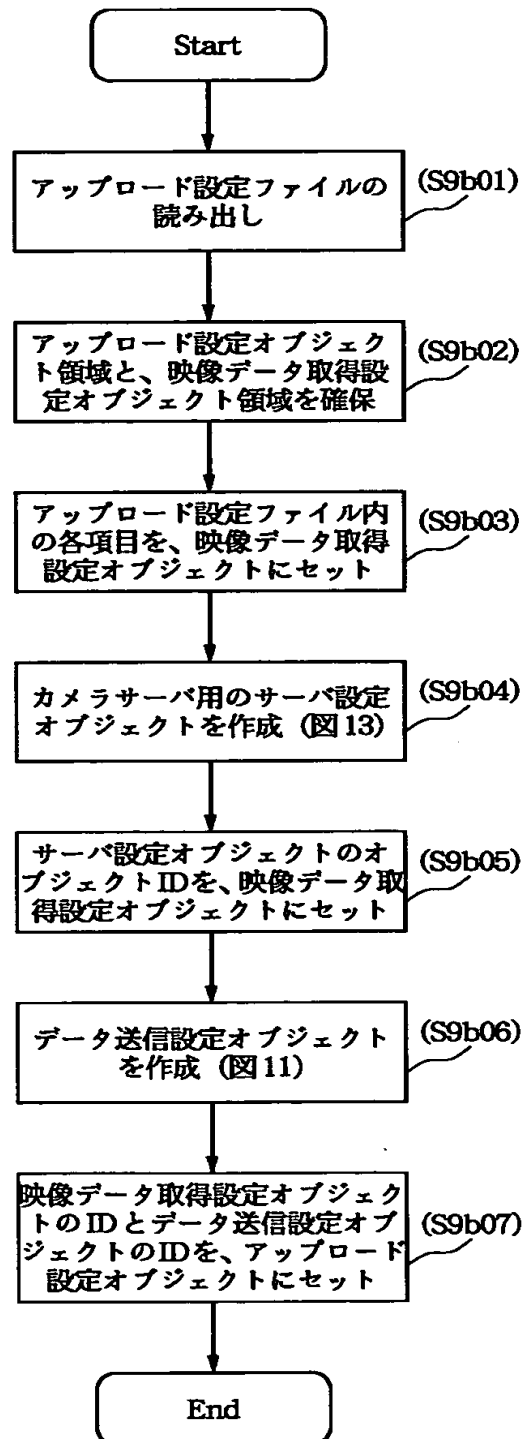 Start
アップロード設定ファイルの
読み出し
(S9b01)
アップロード設定オブジェク
ト領域と、映像データ取得設
定オブジェクト領域を確保
(S9b02)
アップロード設定ファイル内
の各項目を、映像データ取得
設定オブジェクトにセット
(S9b03)
カメラサーバ用のサーバ設定
オブジェクトを作成（図13）
(S9b04)
サーバ設定オブジェクトのオ
ブジェクトIDを、映像データ取
得設定オブジェクトにセット
(S9b05)
データ送信設定オブジェクト
を作成（図11）
(S9b06)
映像データ取得設定オブジェク
トのIDとデータ送信設定オブ
ジェクトのIDを、アップロード
設定オブジェクトにセット
(S9b07)
End